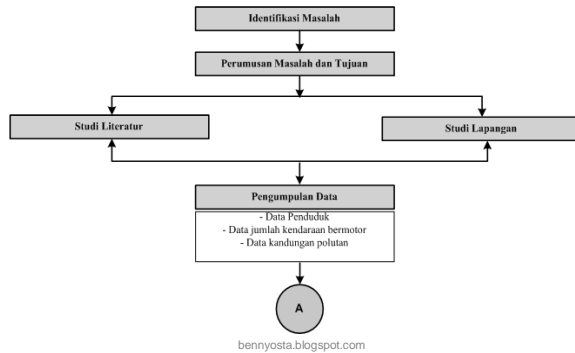 Identifikasi Masalah
Perumusan Masalah dan Tujuan
Studi Literatur
Studi Lapangan
Pengumpulan Data
- Data Penduduk
- Data jumlah kendaraan bermotor
- Data kandungan polutan
A
bennyosta.blogspot.com